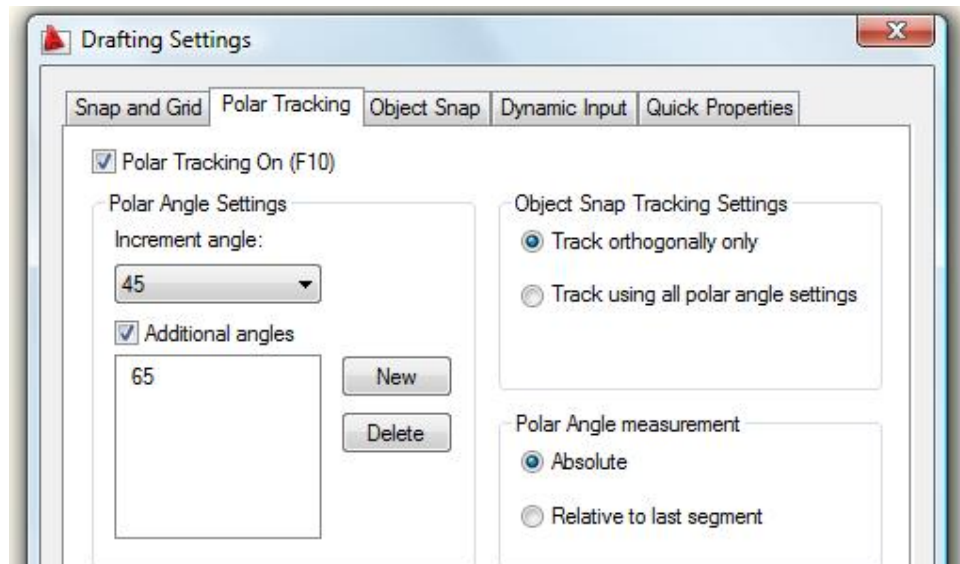 Drafting Settings
Snap and Grid Polar Tracking Object Snap Dynamic Input Quick Properties
Polar Tracking On (F10)
Polar Angle Settings
Increment angle:
45
Additional angles
65
New
Delete
Object Snap Tracking Settings
Track orthogonally only
Track using all polar angle settings
Polar Angle measurement
Absolute
Relative to last segment